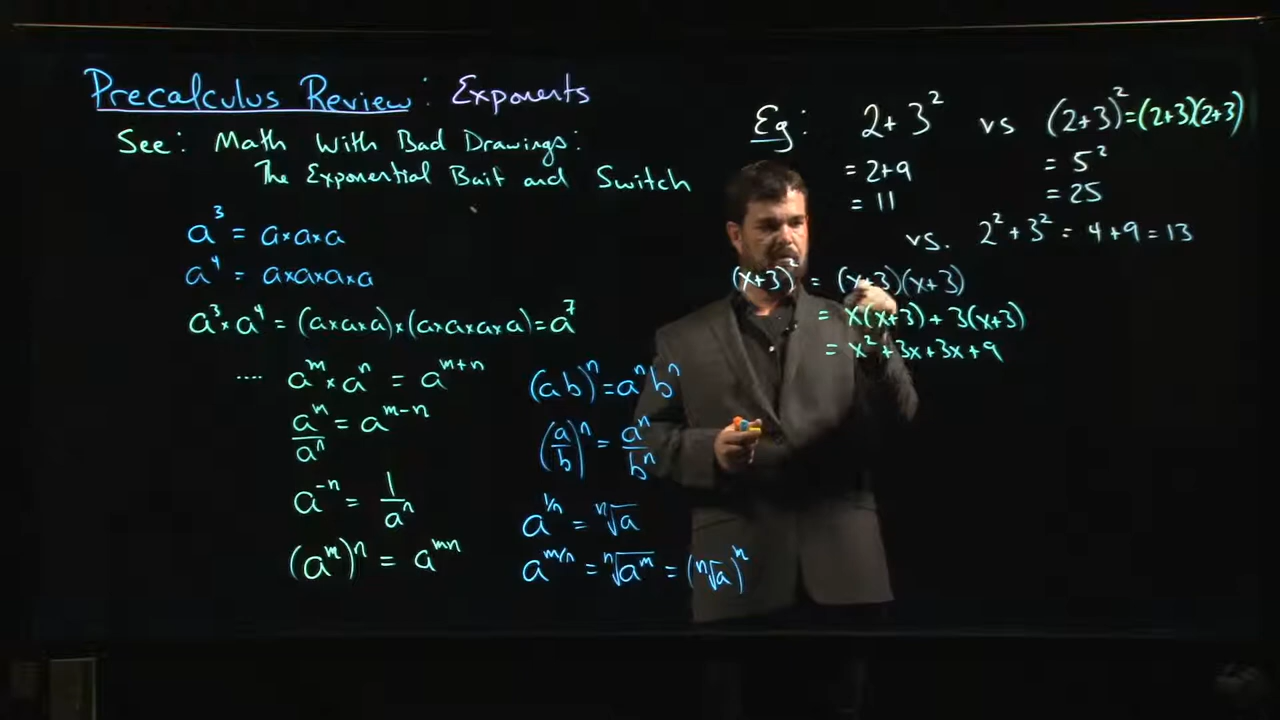 Precalculus Review: Exponents
See: Math With Bad Drawings:
The Exponential Bait and Switch
a³ = a×a×a
a⁴ = a×a×a×a
a³×a⁴ = (a×a×a)×(a×a×a×a)=a⁷
.... aᵐ×aⁿ = aᵐ⁺ⁿ
aᵐ/aⁿ = aᵐ⁻ⁿ
a⁻ⁿ = 1/aⁿ
(aᵐ)ⁿ = aᵐⁿ
(ab)ⁿ=aⁿbⁿ
(a/b)ⁿ = aⁿ/bⁿ
a^(1/n) = ⁿ√a
a^(m/n) = ⁿ√(aᵐ) = (ⁿ√a)ᵐ
Eg: 2+3² vs (2+3)²=(2+3)(2+3)
=2+9 = 5²
= 11 = 25
vs. 2²+3² = 4+9=13
(x+3)² = (x+3)(x+3)
= x(x+3) + 3(x+3)
= x²+3x+3x+9